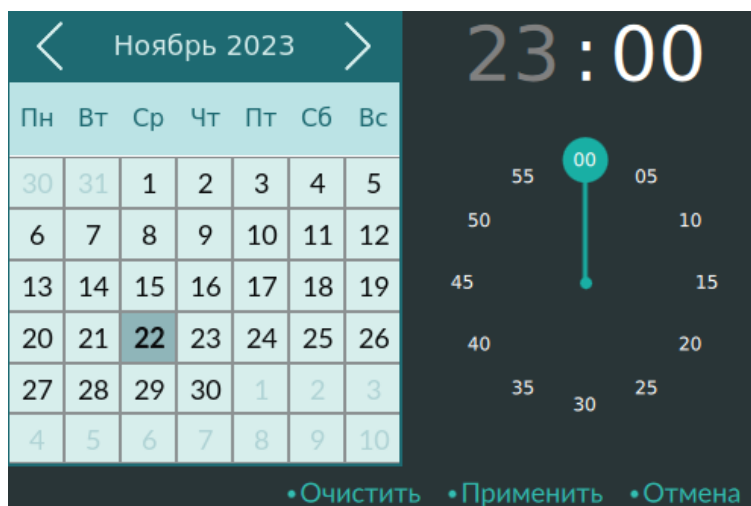 Ноябрь 2023
Пн Вт Ср Чт Пт Сб Вс
30 31 1 2 3 4 5
6 7 8 9 10 11 12
13 14 15 16 17 18 19
20 21 22 23 24 25 26
27 28 29 30 1 2 3
4 5 6 7 8 9 10
23:00
00
55 05
50 10
45 15
40 20
35 25
30
•Очистить •Применить •Отмена